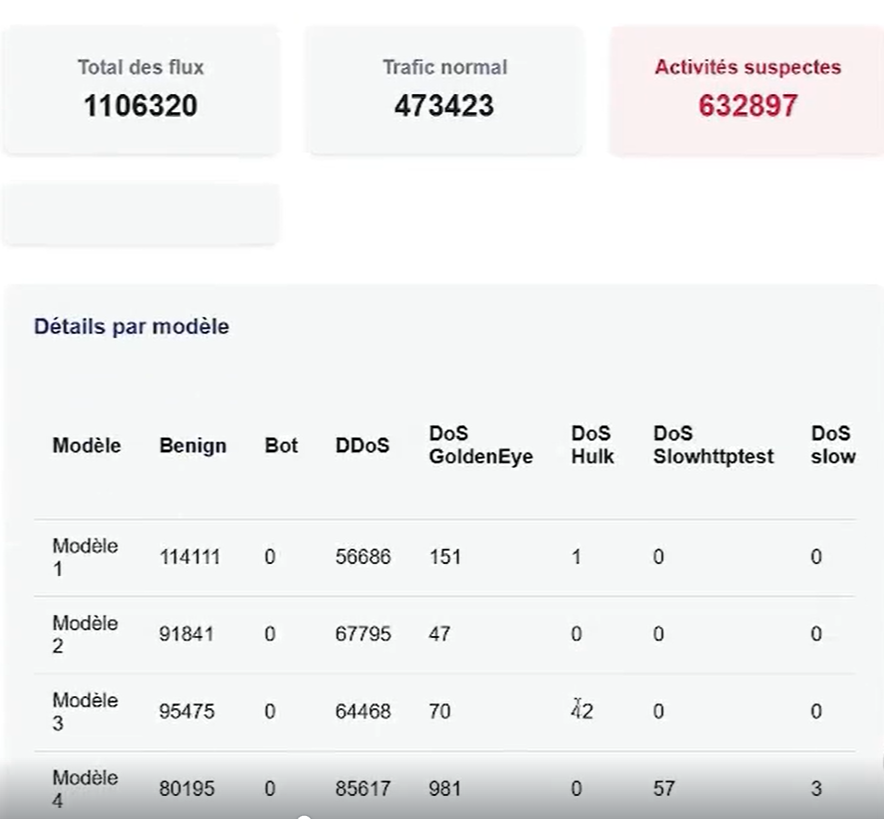 Total des flux
1106320
Trafic normal
473423
Activités suspectes
632897
Détails par modèle
Modèle Benign Bot DDoS DoS GoldenEye DoS Hulk DoS Slowhttptest DoS slow
Modèle 1 114111 0 56686 151 1 0 0
Modèle 2 91841 0 67795 47 0 0 0
Modèle 3 95475 0 64468 70 42 0 0
Modèle 4 80195 0 85617 981 0 57 3